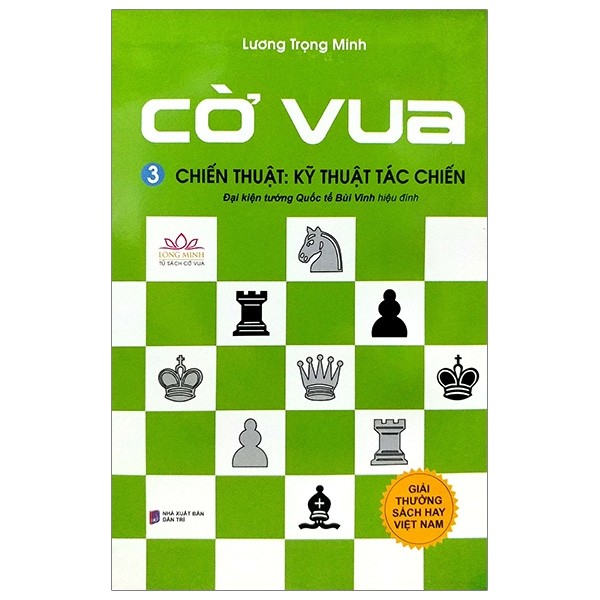 Lương Trọng Minh
CỜ VUA
3 CHIẾN THUẬT: KỸ THUẬT TÁC CHIẾN
Đại kiện tướng Quốc tế Bùi Vinh hiệu đính
LONG MINH
TỦ SÁCH CỜ VUA
GIẢI
THƯỞNG
SÁCH HAY
VIỆT NAM
NHÀ XUẤT BẢN
DÂN TRÍ